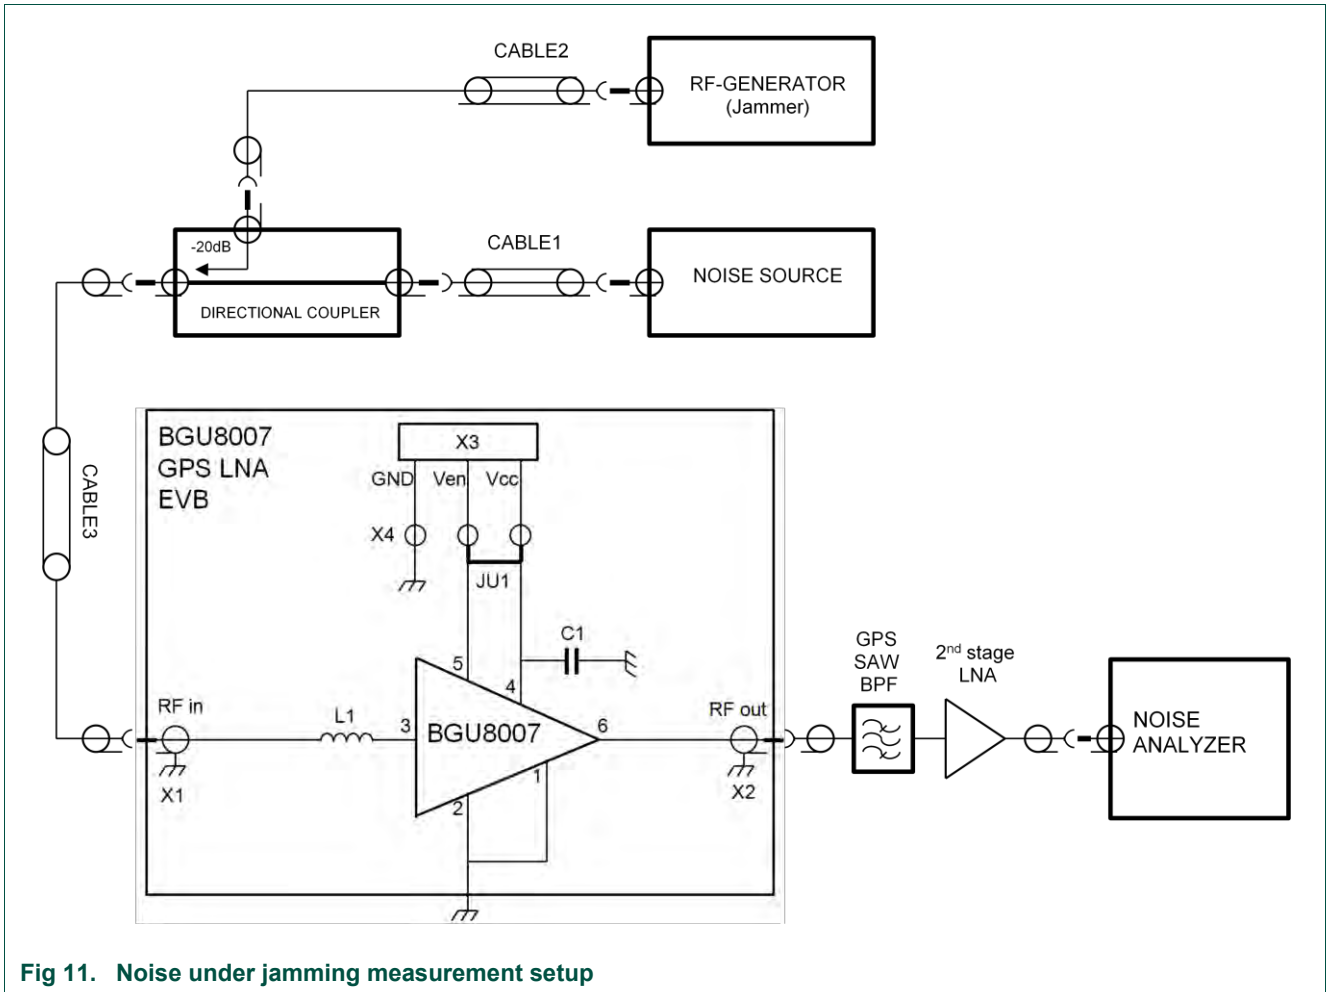 CABLE2
RF-GENERATOR
(Jammer)
-20dB
DIRECTIONAL COUPLER
CABLE1
NOISE SOURCE
CABLE3
BGU8007
GPS LNA
EVB
X3
GND Ven Vcc
X4
JU1
C1
5
4
RF in
L1
3
BGU8007
6
RF out
1
2
X1
X2
GPS
SAW
BPF
2nd stage
LNA
NOISE
ANALYZER
Fig 11. Noise under jamming measurement setup